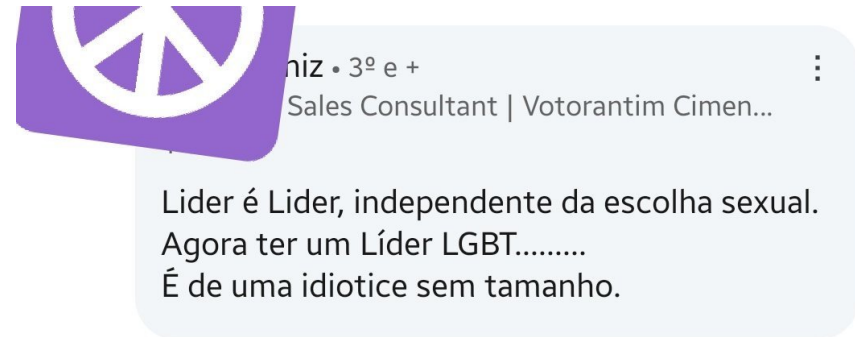 niz • 3º e +
Sales Consultant | Votorantim Cimen...
Lider é Lider, independente da escolha sexual.
Agora ter um Líder LGBT.........
É de uma idiotice sem tamanho.